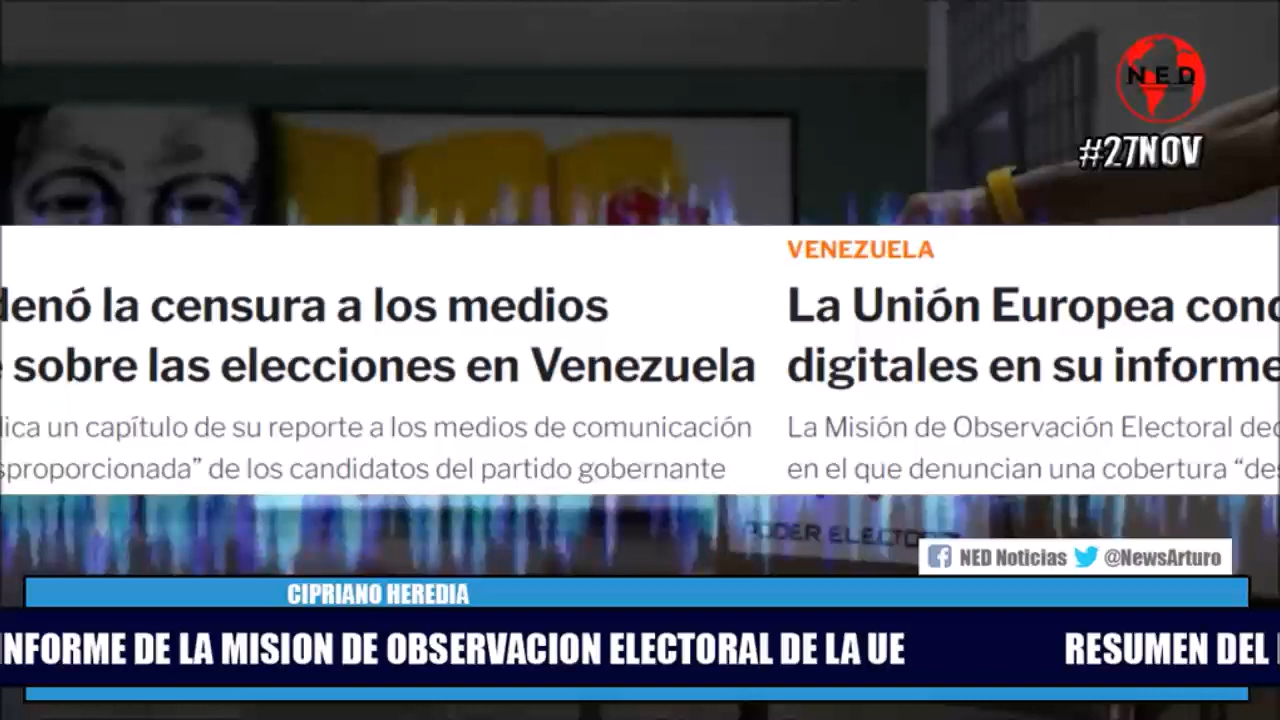 NED
#27NOV
VENEZUELA
denó la censura a los medios
sobre las elecciones en Venezuela
La Unión Europea cond
digitales en su informe
lica un capítulo de su reporte a los medios de comunicación
sproporcionada” de los candidatos del partido gobernante
La Misión de Observación Electoral dec
en el que denuncian una cobertura “des
PODER ELECTORAL
NED Noticias @NewsArturo
CIPRIANO HEREDIA
INFORME DE LA MISION DE OBSERVACION ELECTORAL DE LA UE
RESUMEN DEL